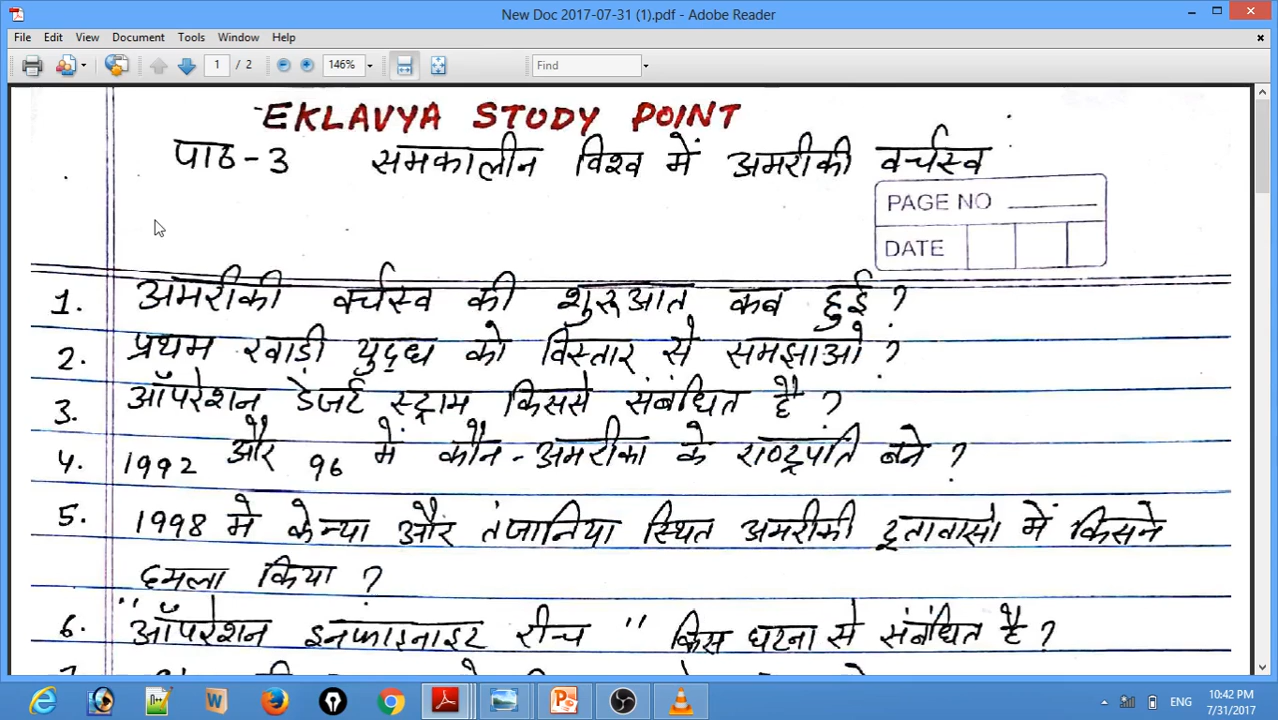 New Doc 2017-07-31 (1).pdf - Adobe Reader
File Edit View Document Tools Window Help
1 / 2 146% Find
EKLAVYA STUDY POINT
पाठ-3 समकालीन विश्व में अमरीकी वर्चस्व
PAGE NO
DATE
1. अमरीकी वर्चस्व की शुरूआत कब हुई ?
2. प्रथम खाड़ी युद्ध को विस्तार से समझाओ ?
3. ऑपरेशन डेजर्ट स्ट्राम किससे संबंधित है ?
4. 1992 और 96 में कौन - अमरीका के राष्ट्रपति बने ?
5. 1998 मे केन्या और तंजानिया स्थित अमरीकी दूतावासो में किसने
हमला किया ?
6. "ऑपरेशन इनफाइनाइट रीच" किस घटना से संबंधित है ?
ENG
10:42 PM
7/31/2017